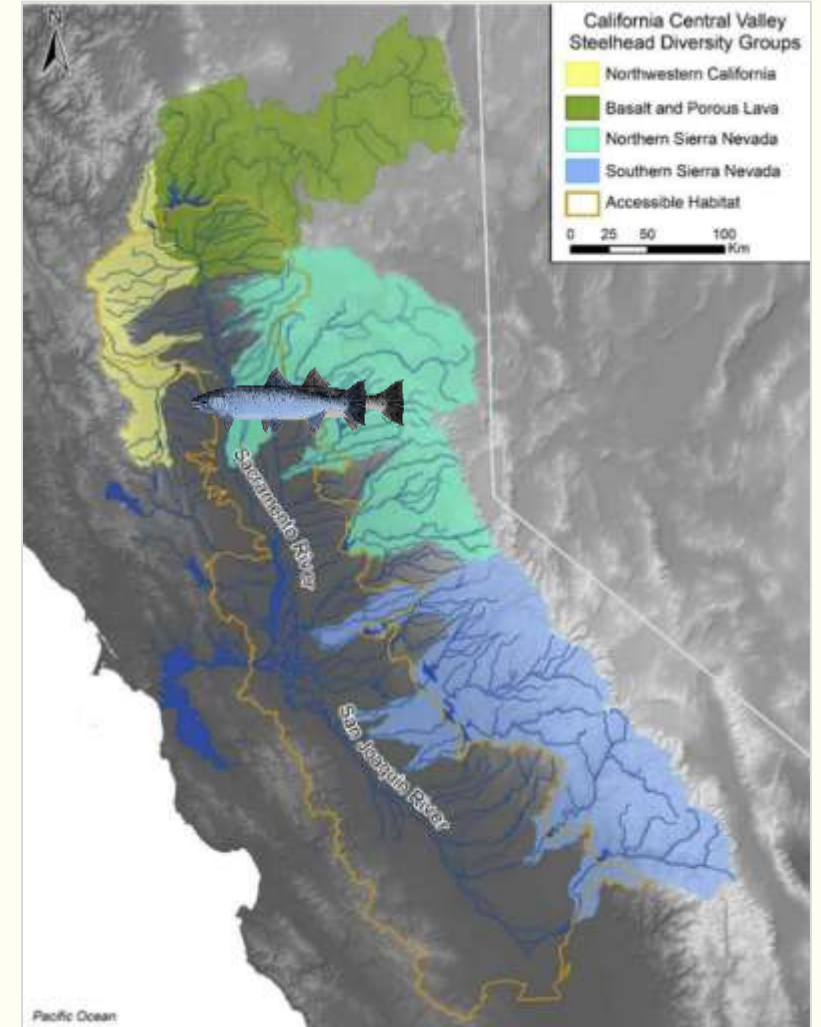 N
California Central Valley
Steelhead Diversity Groups
Northwestern California
Basalt and Porous Lava
Northern Sierra Nevada
Southern Sierra Nevada
Accessible Habitat
0 25 50 100
Km
Sacramento River
San Joaquin River
Pacific Ocean